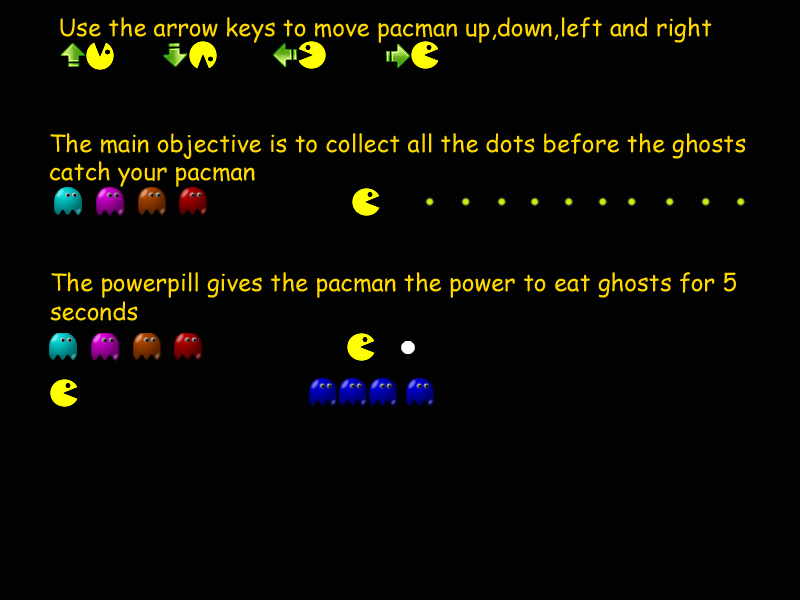 Use the arrow keys to move pacman up,down,left and right
The main objective is to collect all the dots before the ghosts
catch your pacman
The powerpill gives the pacman the power to eat ghosts for 5
seconds